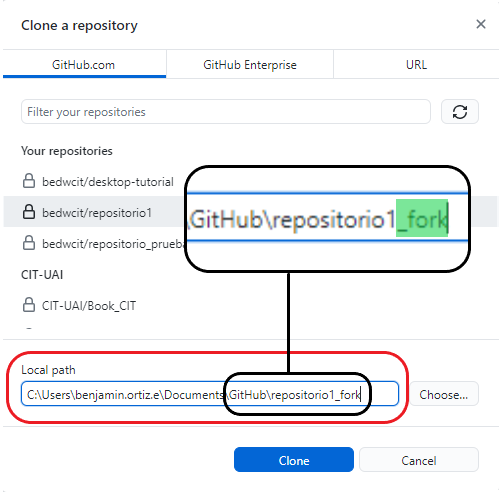 Clone a repository
GitHub.com
GitHub Enterprise
URL
Filter your repositories
Your repositories
bedwcit/desktop-tutorial
bedwcit/repositorio1
bedwcit/repositorio_prueba
\GitHub\repositorio1_fork
CIT-UAI
CIT-UAI/Book_CIT
Local path
C:\Users\benjamin.ortiz.e\Documents\GitHub\repositorio1_fork
Choose...
Clone
Cancel